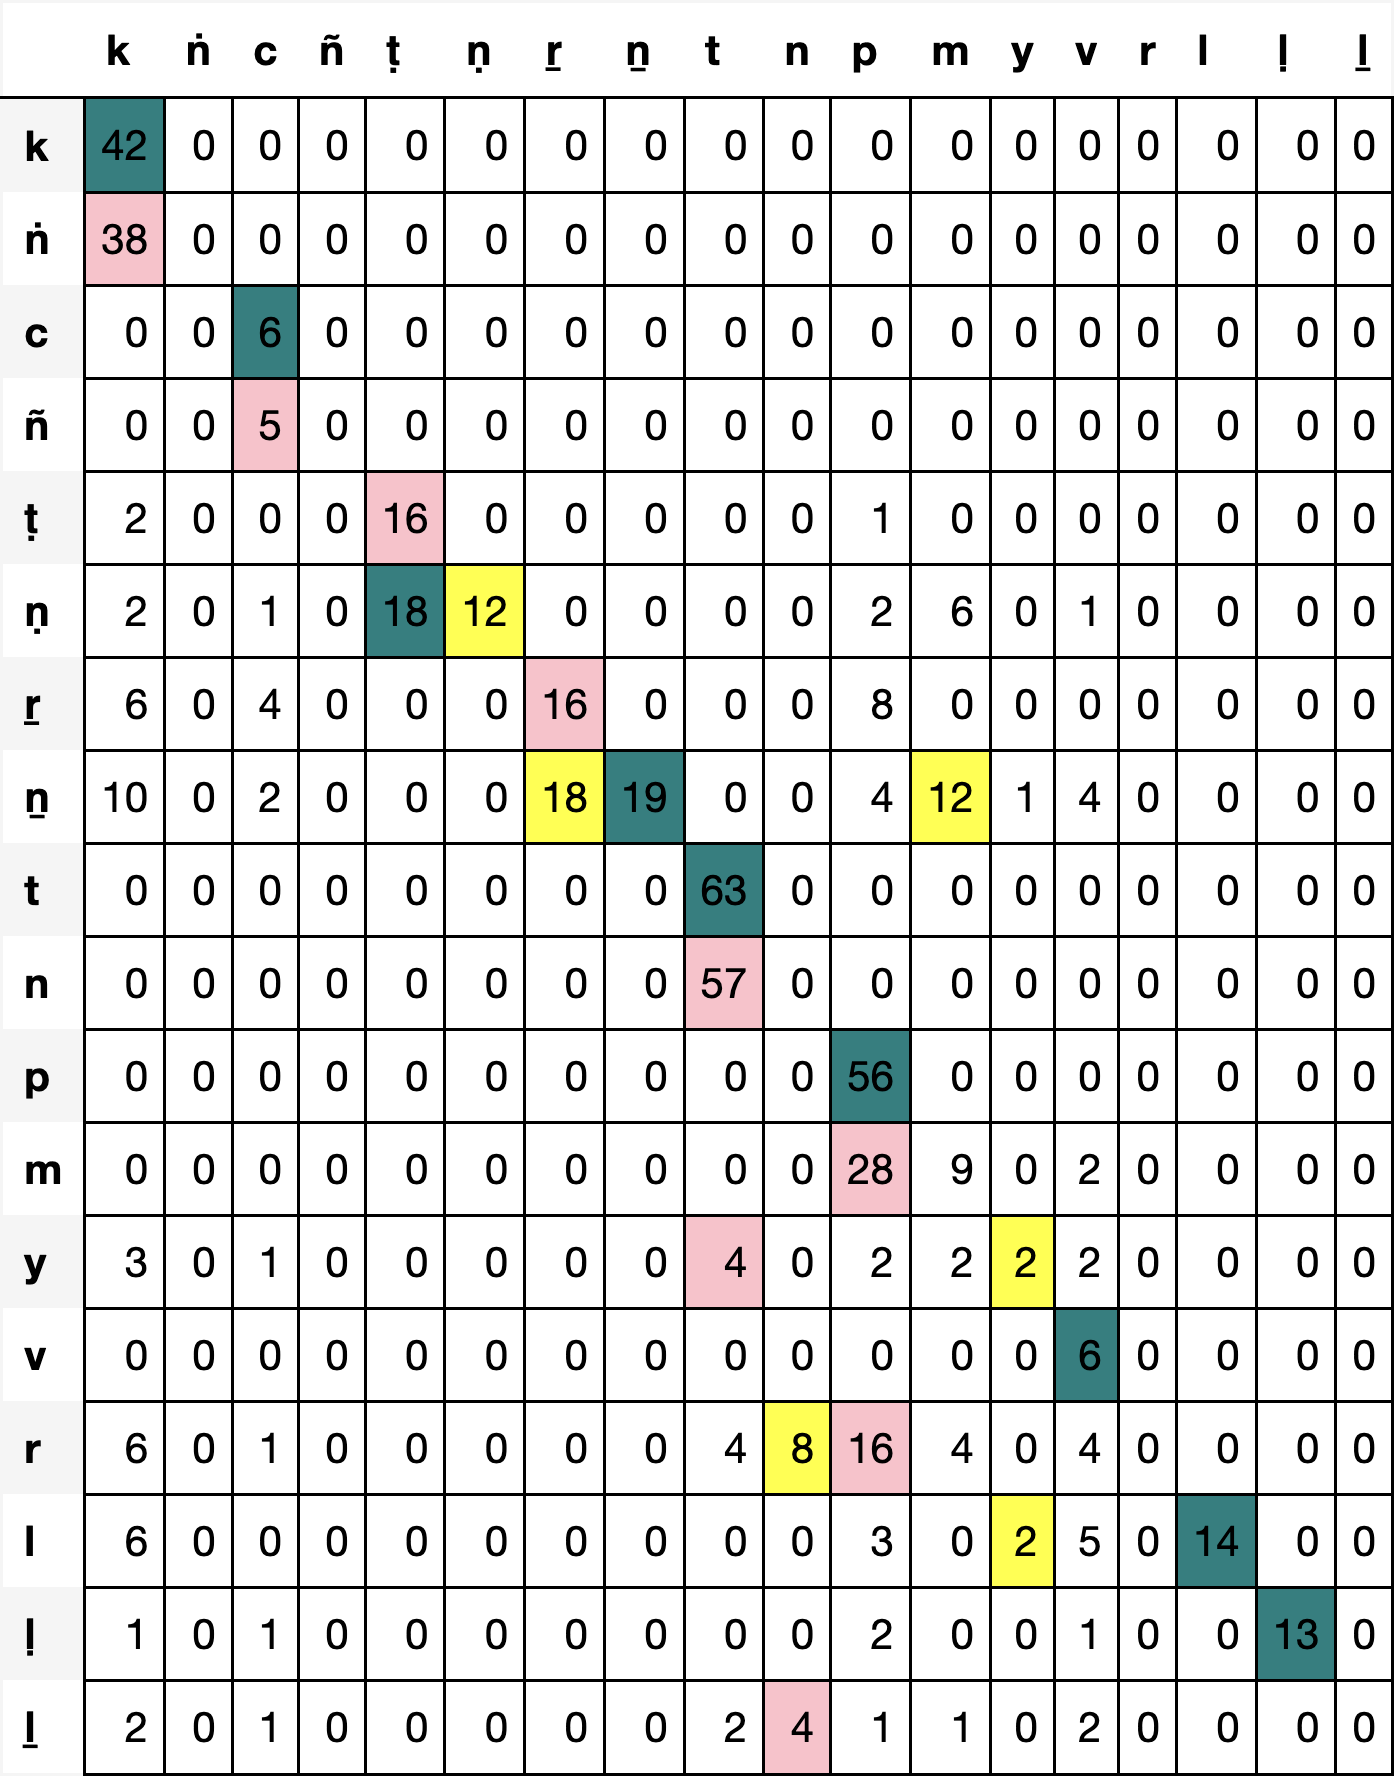 k ṅ c ñ ṭ ṇ ṟ ṉ t n p m y v r l ḷ ḻ
k 42 0 0 0 0 0 0 0 0 0 0 0 0 0 0 0 0 0
ṅ 38 0 0 0 0 0 0 0 0 0 0 0 0 0 0 0 0 0
c 0 0 6 0 0 0 0 0 0 0 0 0 0 0 0 0 0 0
ñ 0 0 5 0 0 0 0 0 0 0 0 0 0 0 0 0 0 0
ṭ 2 0 0 0 16 0 0 0 0 0 1 0 0 0 0 0 0 0
ṇ 2 0 1 0 18 12 0 0 0 0 2 6 0 1 0 0 0 0
ṟ 6 0 4 0 0 0 16 0 0 0 8 0 0 0 0 0 0 0
ṉ 10 0 2 0 0 0 18 19 0 0 4 12 1 4 0 0 0 0
t 0 0 0 0 0 0 0 0 63 0 0 0 0 0 0 0 0 0
n 0 0 0 0 0 0 0 0 57 0 0 0 0 0 0 0 0 0
p 0 0 0 0 0 0 0 0 0 0 56 0 0 0 0 0 0 0
m 0 0 0 0 0 0 0 0 0 0 28 9 0 2 0 0 0 0
y 3 0 1 0 0 0 0 0 4 0 2 2 2 2 0 0 0 0
v 0 0 0 0 0 0 0 0 0 0 0 0 0 6 0 0 0 0
r 6 0 1 0 0 0 0 0 4 8 16 4 0 4 0 0 0 0
l 6 0 0 0 0 0 0 0 0 0 3 0 2 5 0 14 0 0
ḷ 1 0 1 0 0 0 0 0 0 0 2 0 0 1 0 0 13 0
ḻ 2 0 1 0 0 0 0 0 2 4 1 1 0 2 0 0 0 0